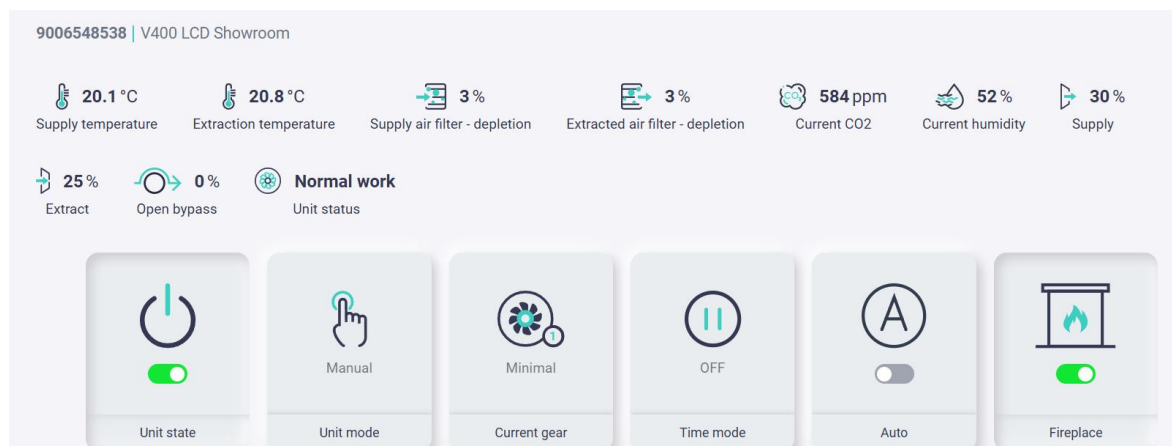 9006548538 | V400 LCD Showroom
20.1 °C
Supply temperature
20.8 °C
Extraction temperature
3 %
Supply air filter - depletion
3 %
Extracted air filter - depletion
CO2
584 ppm
Current CO2
52 %
Current humidity
30 %
Supply
25 %
Extract
0 %
Open bypass
Normal work
Unit status
Unit state
Manual
Unit mode
1
Minimal
Current gear
OFF
Time mode
A
Auto
Fireplace